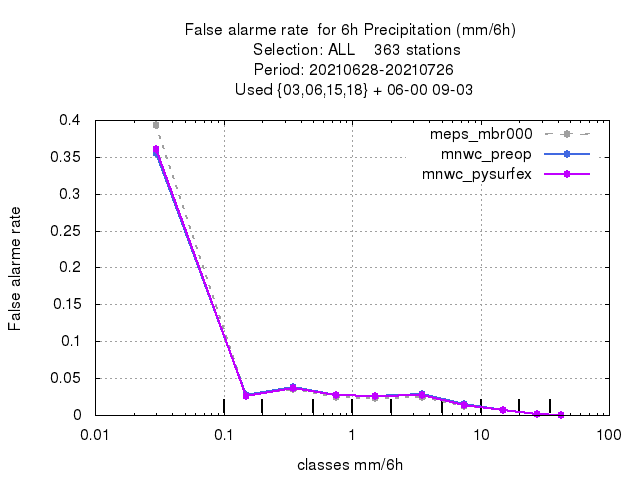 False alarme rate  for 6h Precipitation (mm/6h)
Selection: ALL    363 stations
Period: 20210628-20210726
Used {03,06,15,18} + 06-00 09-03
meps_mbr000
mnwc_preop
mnwc_pysurfex
False alarme rate
0.4
0.35
0.3
0.25
0.2
0.15
0.1
0.05
0
0.01 0.1 1 10 100
classes mm/6h